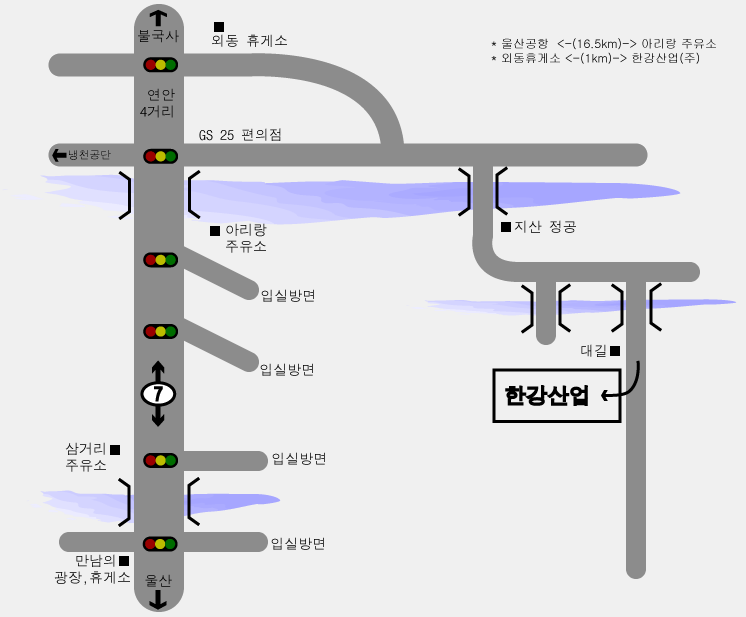 불국사
외동 휴게소
* 울산공항 <-(16.5km)-> 아리랑 주유소
* 외동휴게소 <-(1km)-> 한강산업(주)
연안
4거리
GS 25 편의점
냉천공단
아리랑
주유소
지산 정공
입실방면
입실방면
대길
7
한강산업
삼거리
주유소
입실방면
입실방면
만남의
광장,휴게소
울산